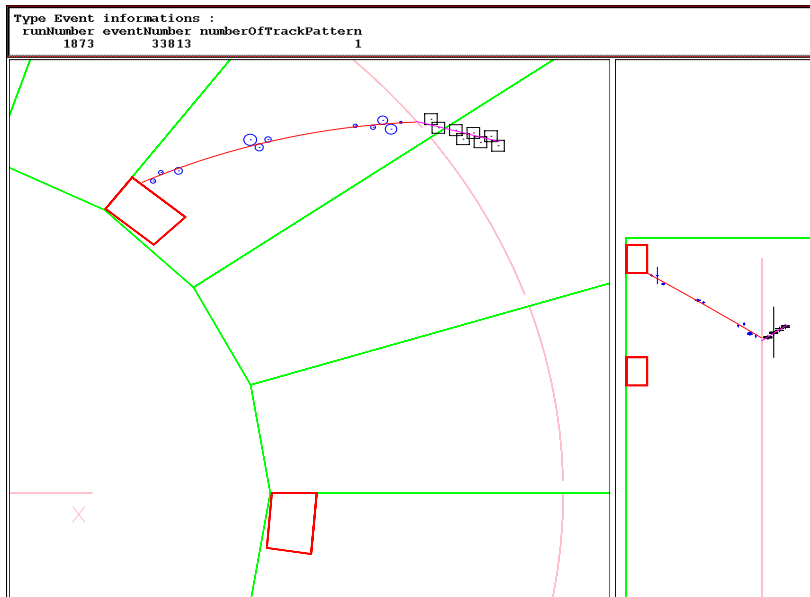 Type Event informations :
runNumber eventNumber numberOfTrackPattern
1873 33813 1
X